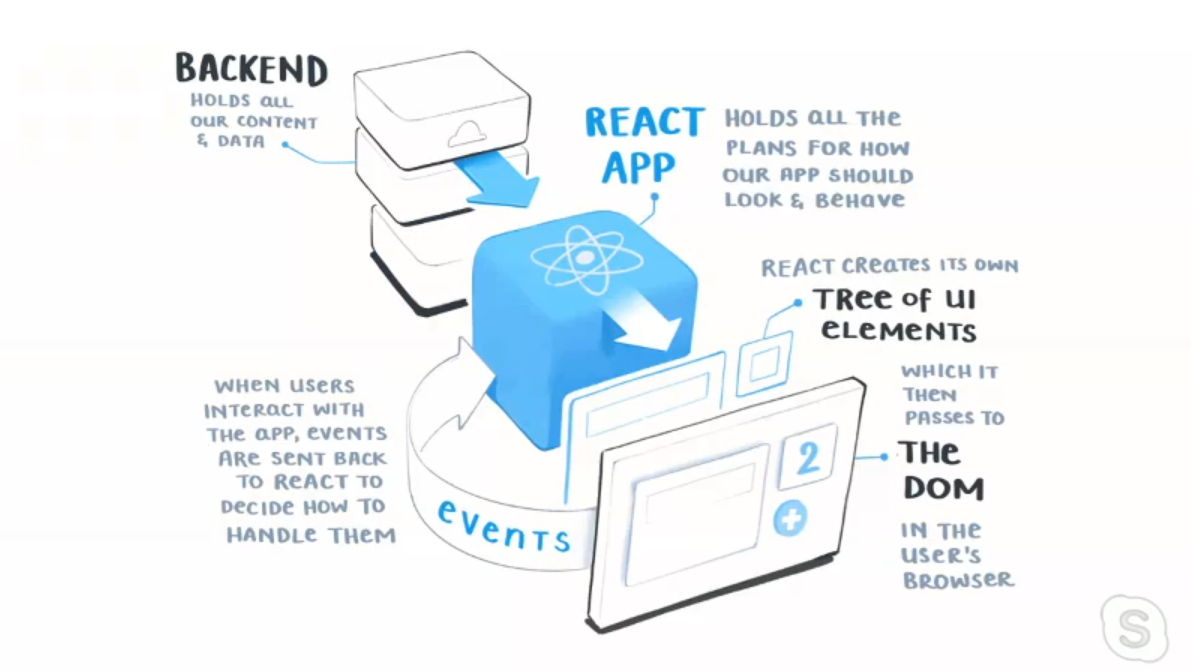 BACKEND
HOLDS ALL
OUR CONTENT
& DATA
REACT
APP
HOLDS ALL THE
PLANS FOR HOW
OUR APP SHOULD
LOOK & BEHAVE
REACT CREATES ITS OWN
TREE OF UI
ELEMENTS
WHICH IT
THEN
PASSES TO
THE
DOM
IN THE
USER'S
BROWSER
2
WHEN USERS
INTERACT WITH
THE APP, EVENTS
ARE SENT BACK
TO REACT TO
DECIDE HOW TO
HANDLE THEM
events
S